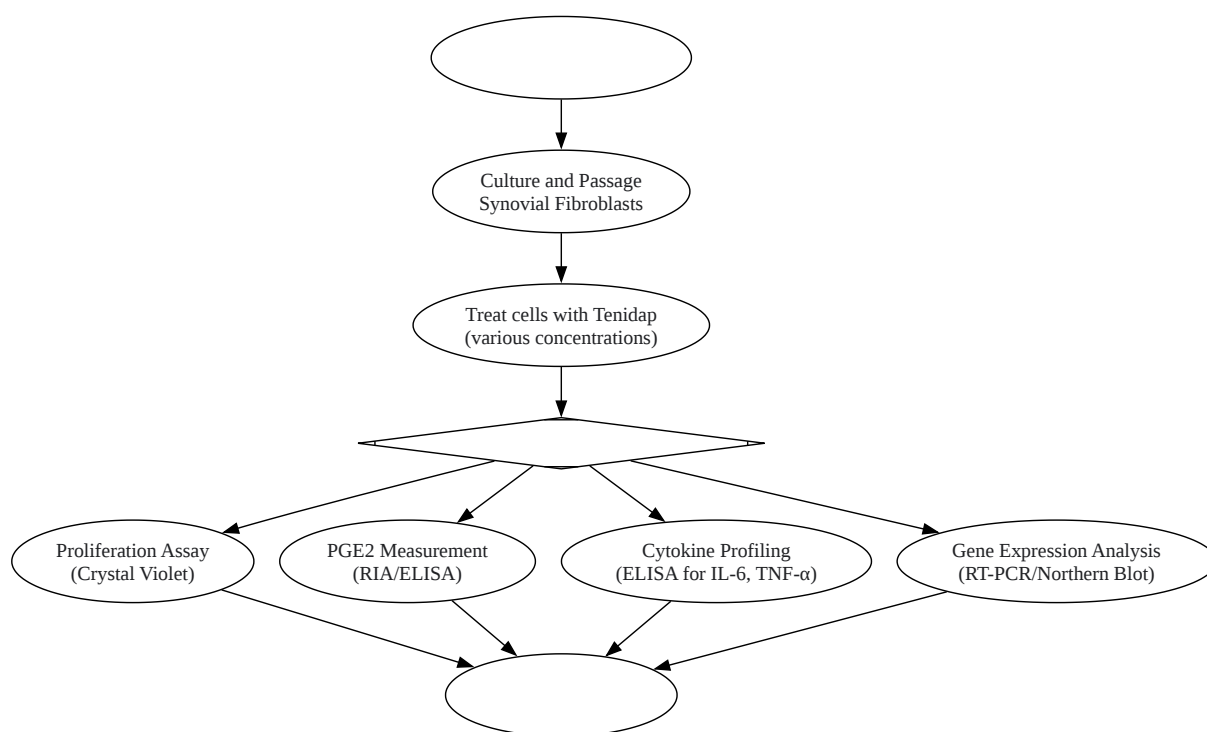 Culture and Passage
Synovial Fibroblasts
Treat cells with Tenidap
(various concentrations)
Proliferation Assay
(Crystal Violet)
PGE2 Measurement
(RIA/ELISA)
Cytokine Profiling
(ELISA for IL-6, TNF-α)
Gene Expression Analysis
(RT-PCR/Northern Blot)